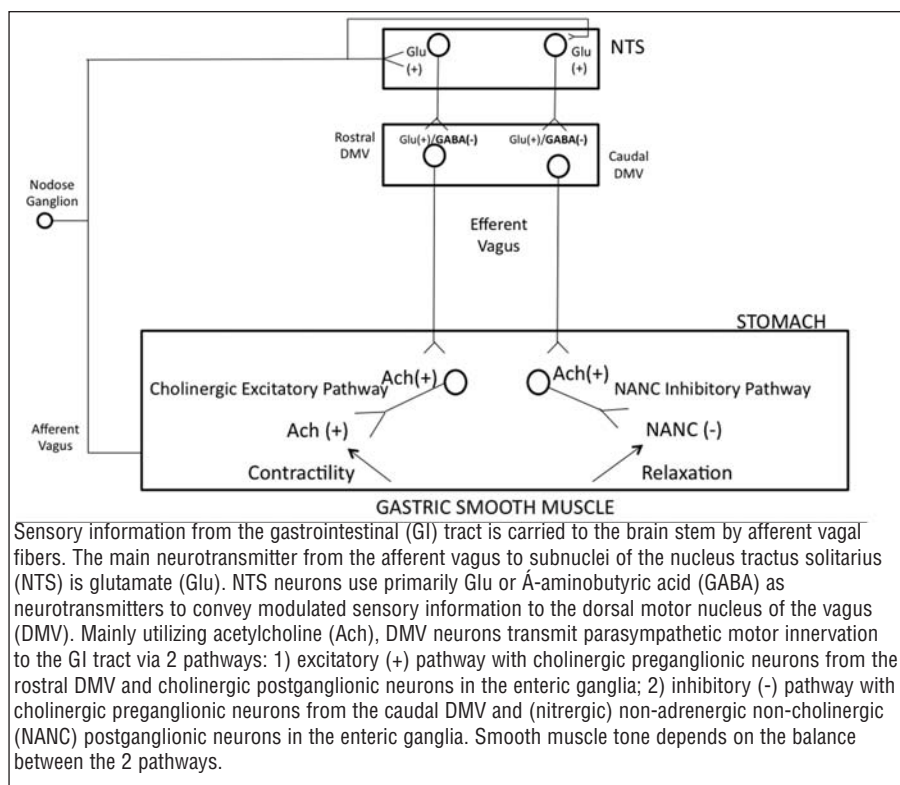 Glu
(+)
Glu
(+)
NTS
Rostral
DMV
Glu(+)/GABA(-)
Glu(+)/GABA(-)
Caudal
DMV
Nodose
Ganglion
Efferent
Vagus
STOMACH
Cholinergic Excitatory Pathway
Ach(+)
Ach(+)
NANC Inhibitory Pathway
Ach (+)
NANC (-)
Afferent
Vagus
Contractility
Relaxation
GASTRIC SMOOTH MUSCLE
Sensory information from the gastrointestinal (GI) tract is carried to the brain stem by afferent vagal
fibers. The main neurotransmitter from the afferent vagus to subnuclei of the nucleus tractus solitarius
(NTS) is glutamate (Glu). NTS neurons use primarily Glu or Á-aminobutyric acid (GABA) as
neurotransmitters to convey modulated sensory information to the dorsal motor nucleus of the vagus
(DMV). Mainly utilizing acetylcholine (Ach), DMV neurons transmit parasympathetic motor innervation
to the GI tract via 2 pathways: 1) excitatory (+) pathway with cholinergic preganglionic neurons from the
rostral DMV and cholinergic postganglionic neurons in the enteric ganglia; 2) inhibitory (-) pathway with
cholinergic preganglionic neurons from the caudal DMV and (nitrergic) non-adrenergic non-cholinergic
(NANC) postganglionic neurons in the enteric ganglia. Smooth muscle tone depends on the balance
between the 2 pathways.